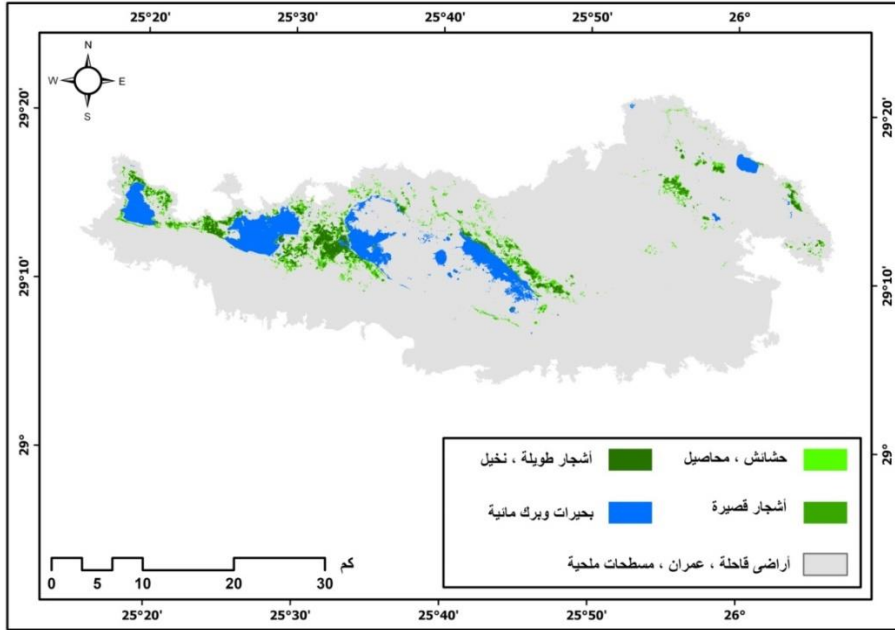 25°20' 25°30' 25°40' 25°50' 26°
N
W E
S
29°20' 29°20'
29°10' 29°10'
29° 29°
أشجار طويلة ، نخيل حشائش ، محاصيل
بحيرات وبرك مائية أشجار قصيرة
أراضى قاحلة ، عمران ، مسطحات ملحية
كم
0 5 10 20 30
25°20' 25°30' 25°40' 25°50' 26°